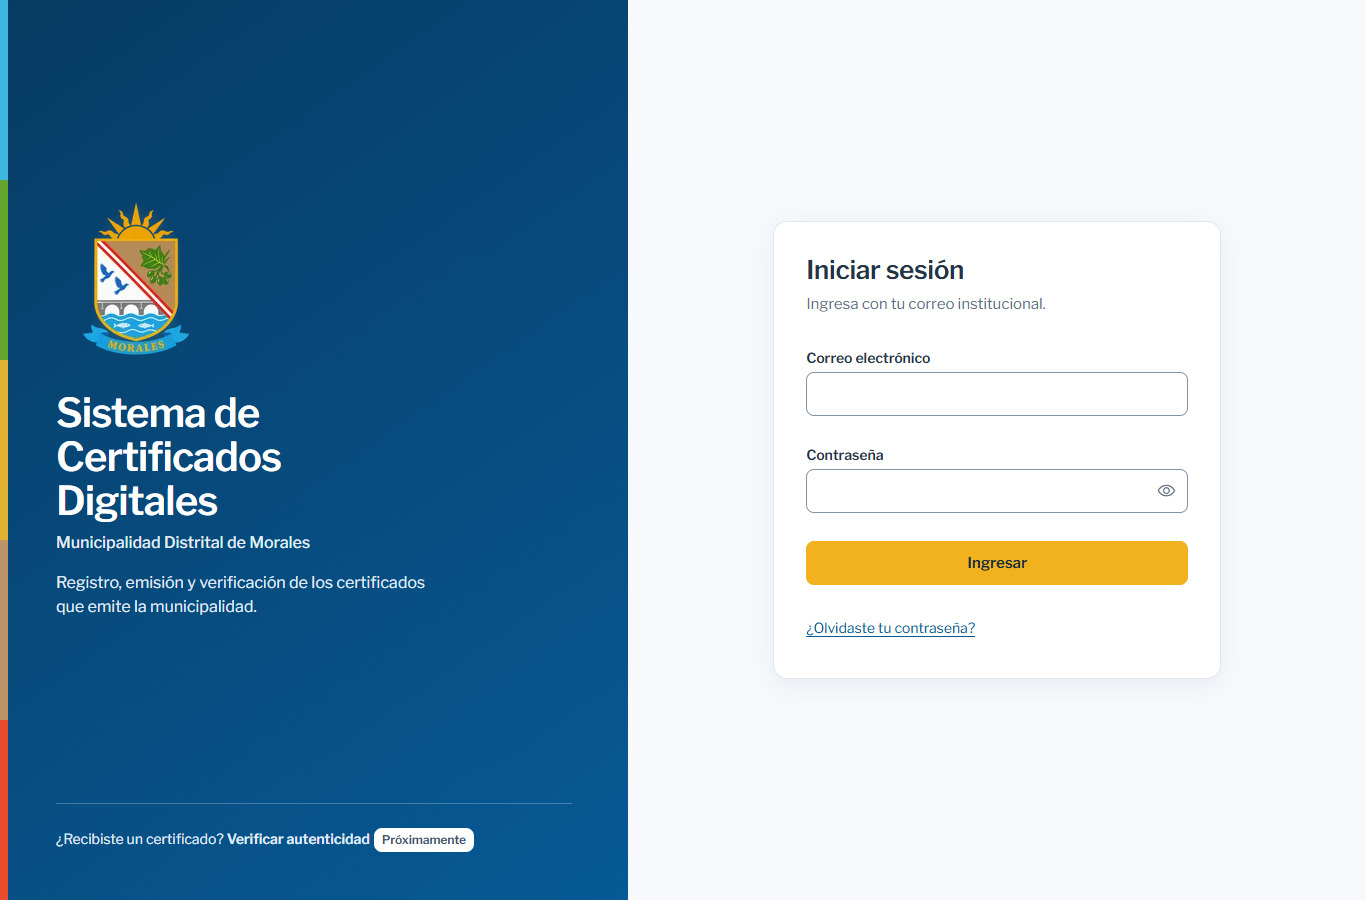 MORALES
Sistema de
Certificados
Digitales
Municipalidad Distrital de Morales
Registro, emisión y verificación de los certificados
que emite la municipalidad.
¿Recibiste un certificado? Verificar autenticidad Próximamente
Iniciar sesión
Ingresa con tu correo institucional.
Correo electrónico
Contraseña
Ingresar
¿Olvidaste tu contraseña?